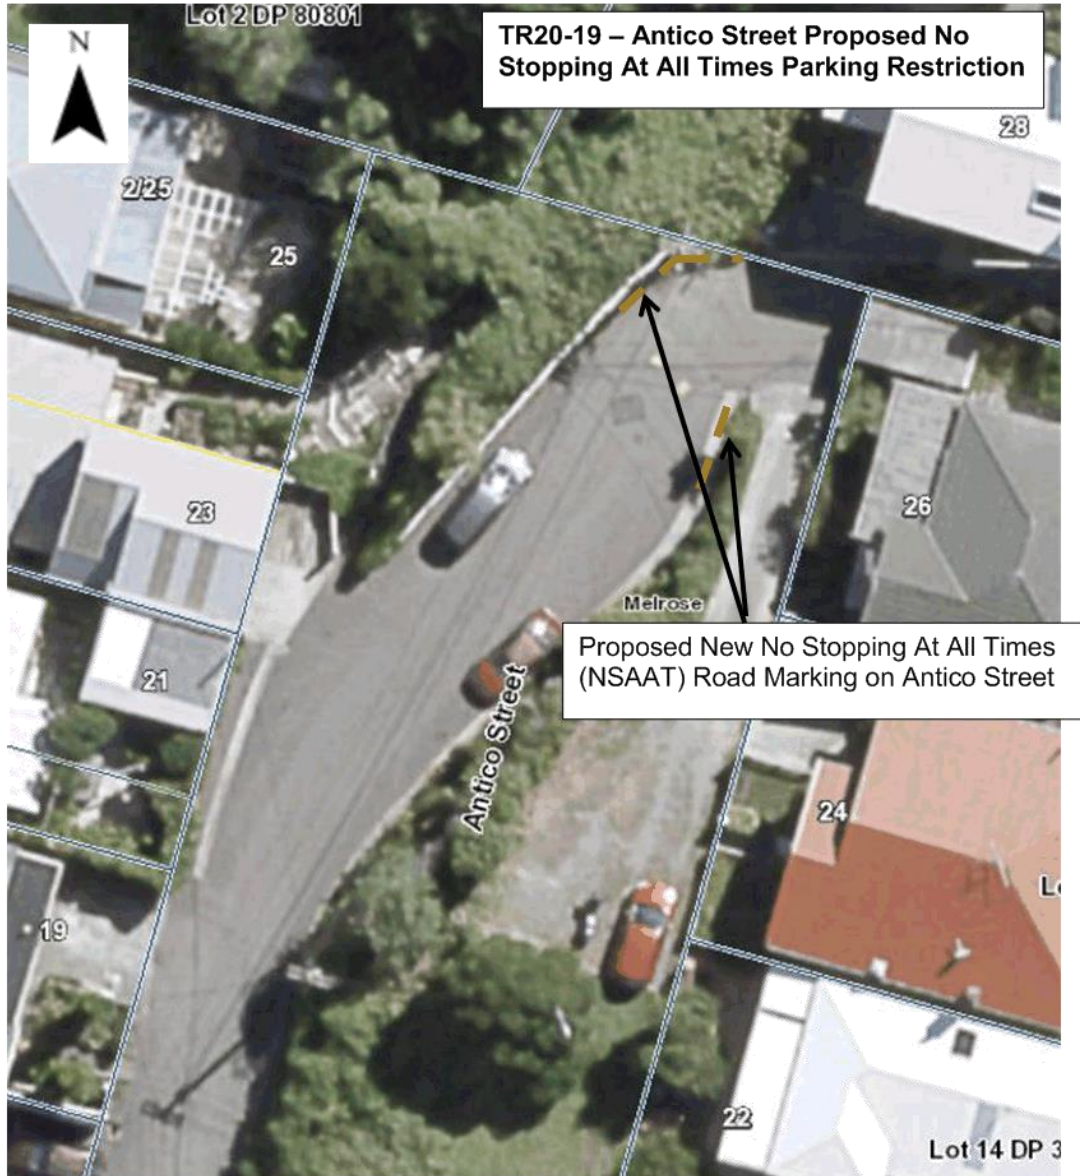 Lot 2 DP 80801
N
TR20-19 – Antico Street Proposed No
Stopping At All Times Parking Restriction
28
2/25
25
23
26
Melrose
Proposed New No Stopping At All Times
(NSAAT) Road Marking on Antico Street
21
Antico Street
24
19
22
Lot 14 DP 3